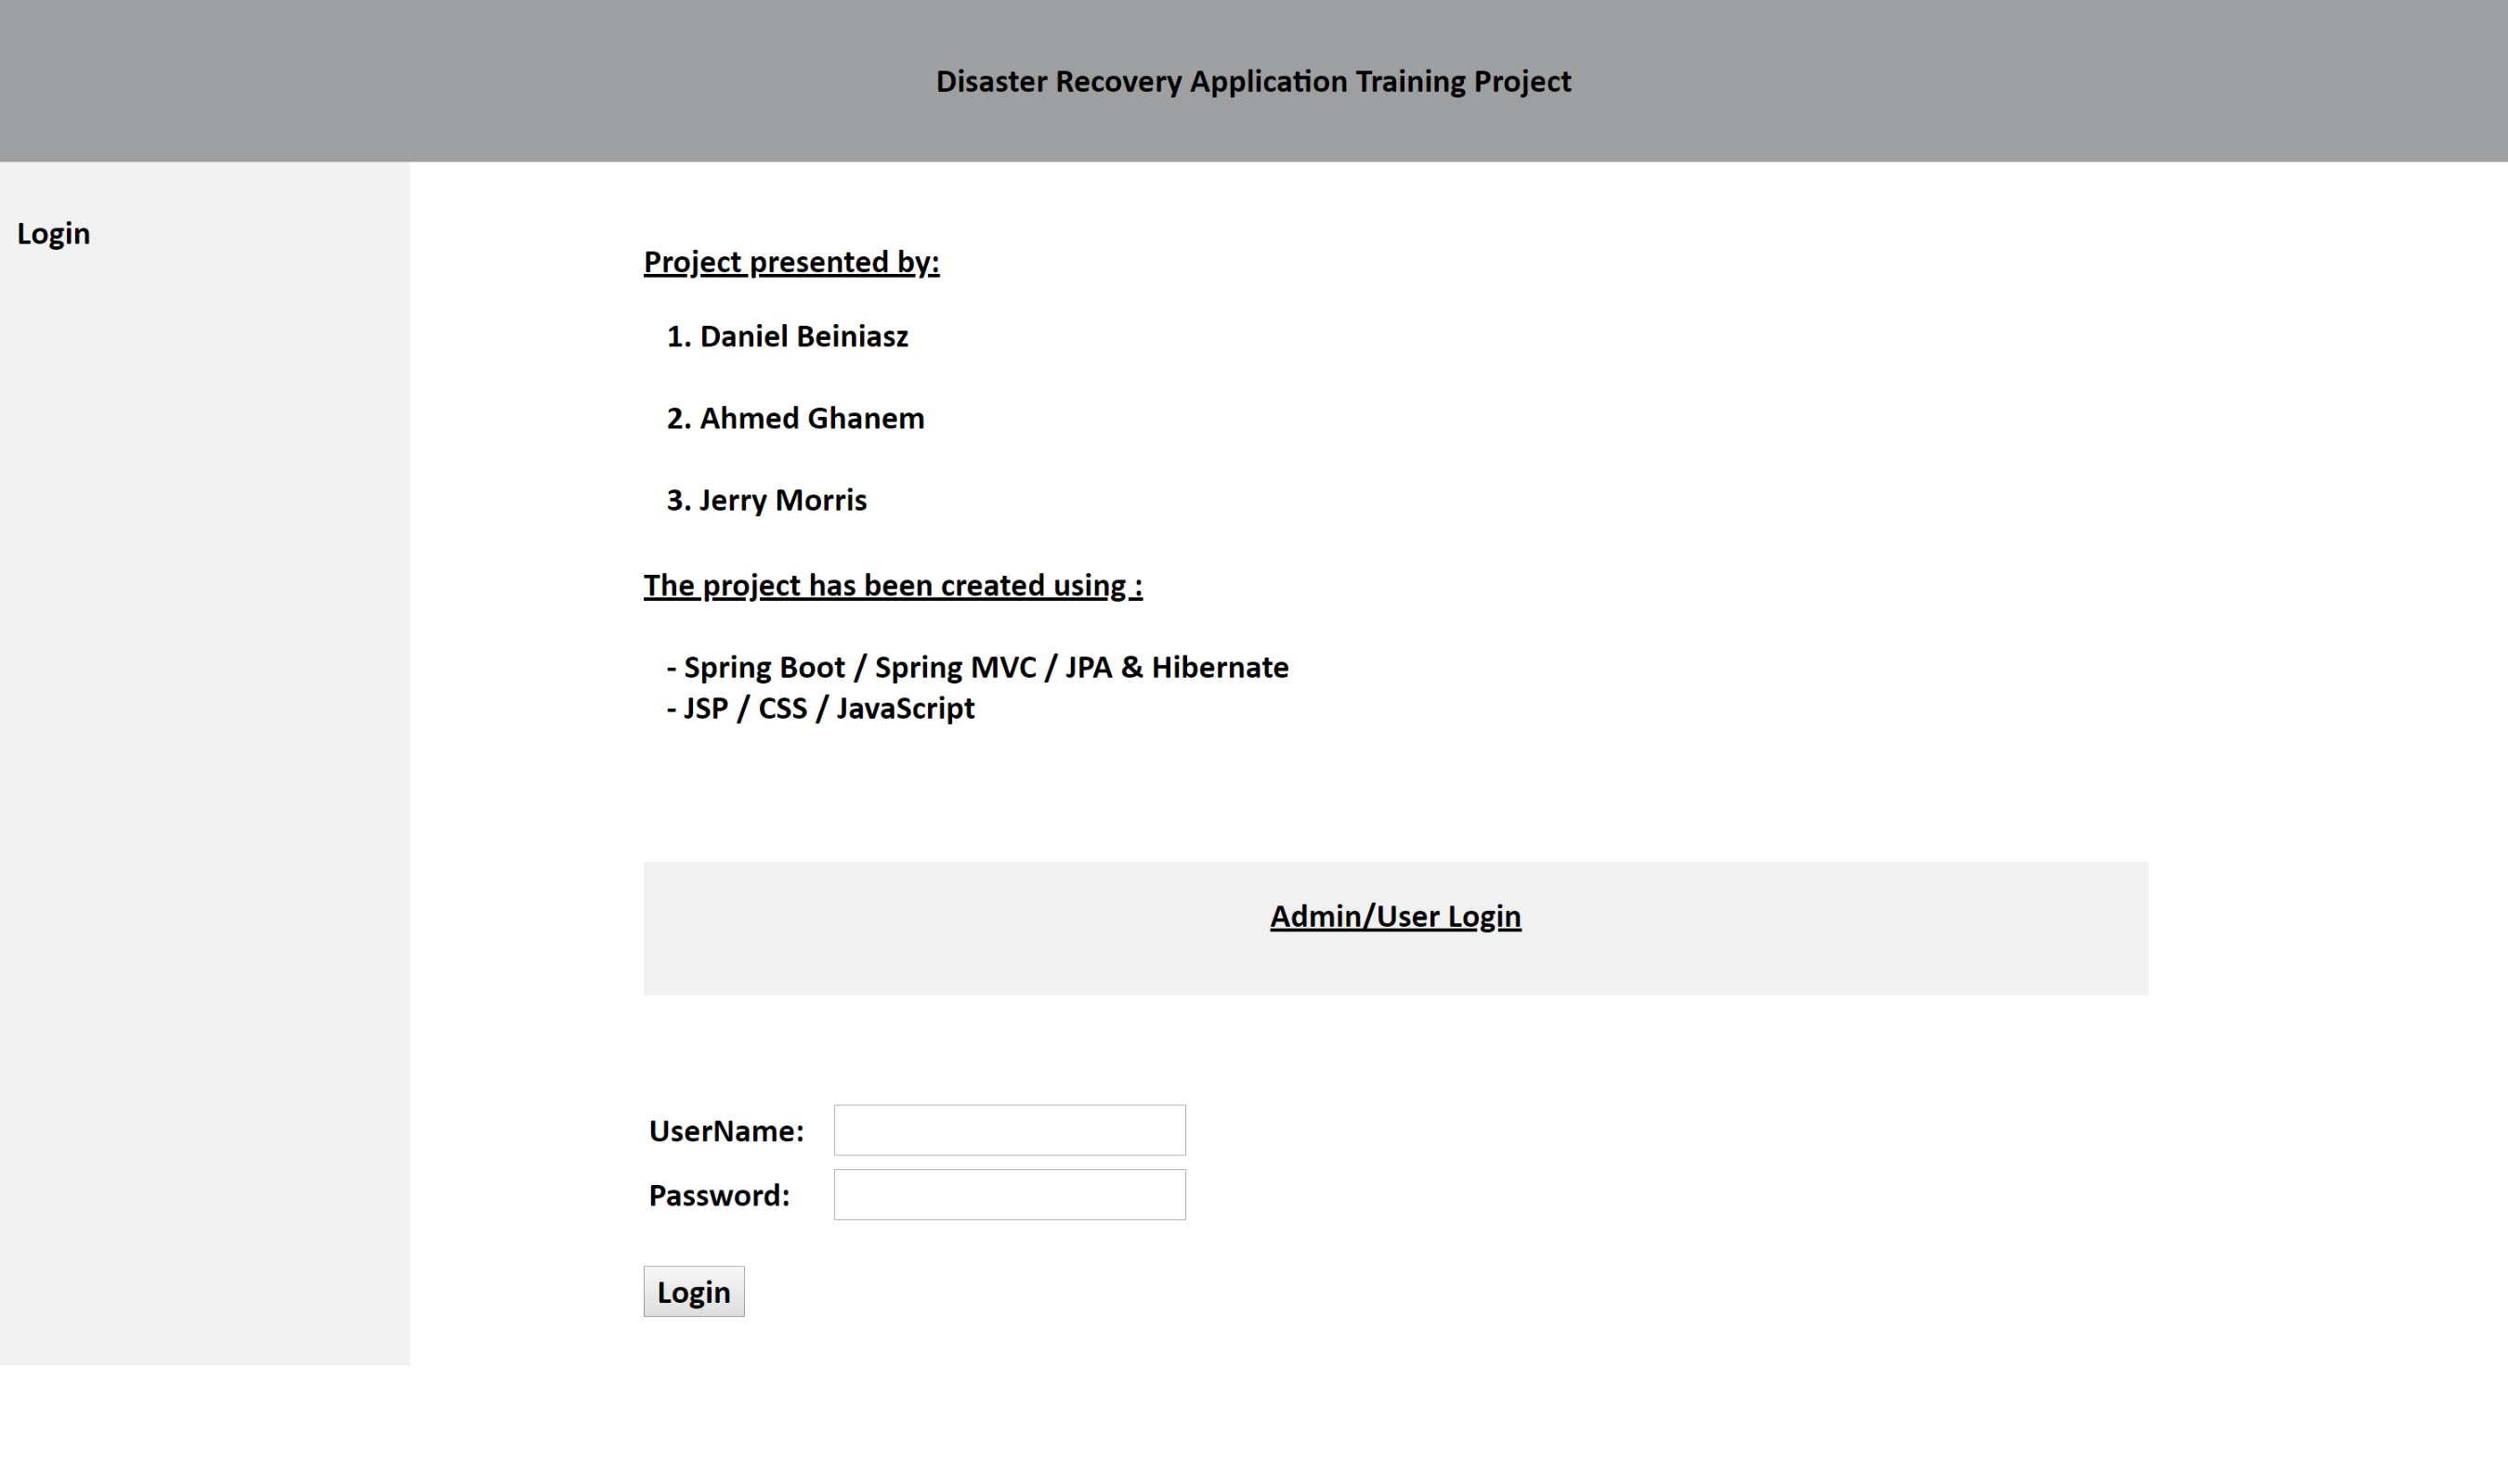 Disaster Recovery Application Training Project
Login
Project presented by:
1. Daniel Beiniasz
2. Ahmed Ghanem
3. Jerry Morris
The project has been created using :
- Spring Boot / Spring MVC / JPA & Hibernate
- JSP / CSS / JavaScript
Admin/User Login
UserName:
Password:
Login